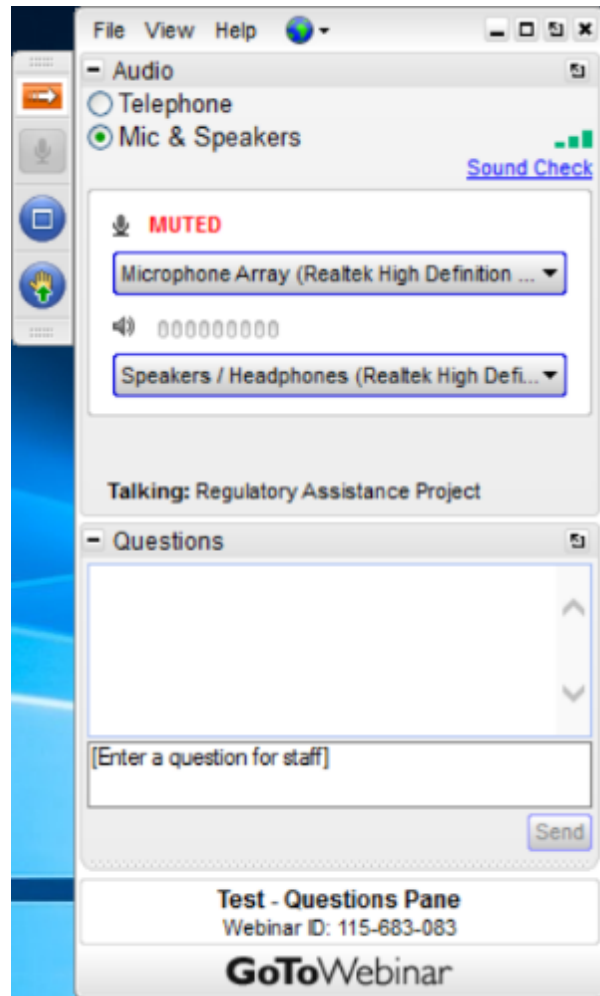 File View Help
Audio
Telephone
Mic & Speakers
Sound Check
MUTED
Microphone Array (Realtek High Definition ...
000000000
Speakers / Headphones (Realtek High Defi...
Talking: Regulatory Assistance Project
Questions
[Enter a question for staff]
Send
Test - Questions Pane
Webinar ID: 115-683-083
GoToWebinar